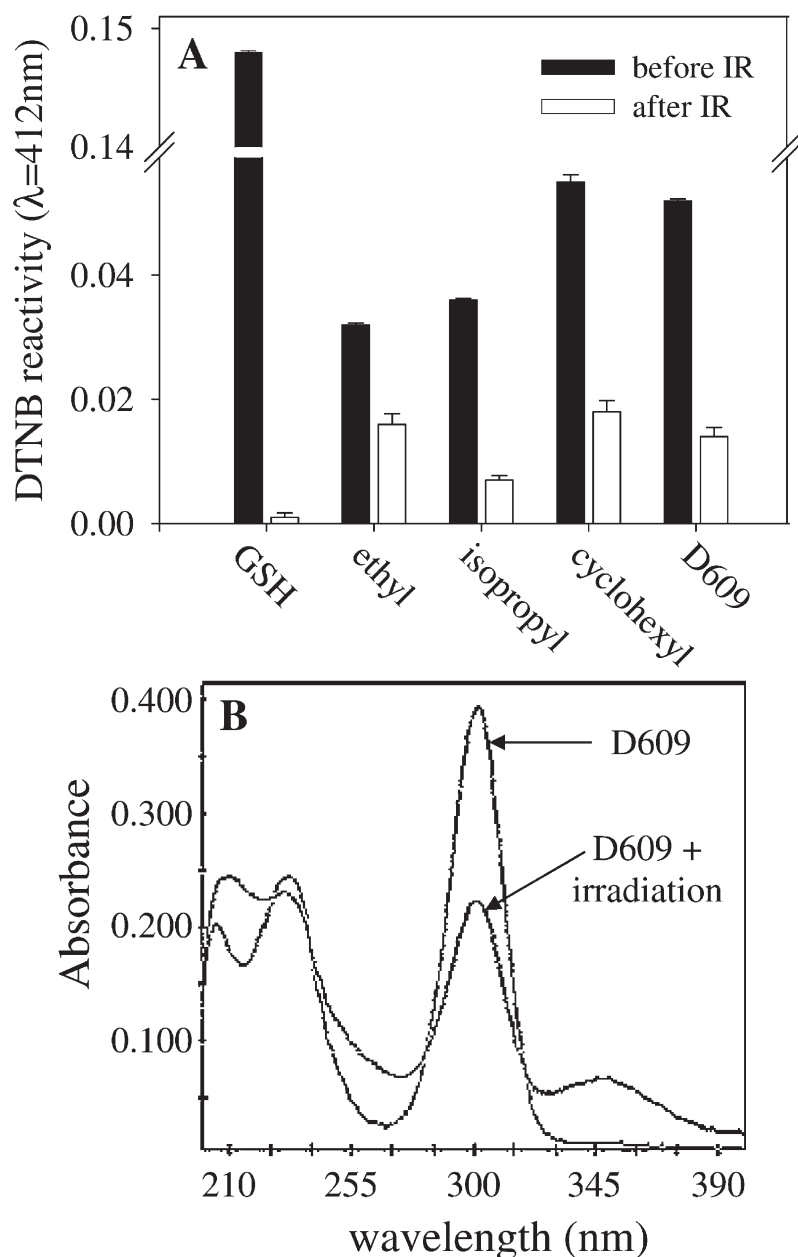 A
before IR
after IR
DTNB reactivity (λ=412nm)
0.15
0.14
0.04
0.02
0.00
GSH
ethyl
isopropyl
cyclohexyl
D609
B
D609
D609 +
irradiation
Absorbance
0.400
0.300
0.200
0.100
210 255 300 345 390
wavelength (nm)